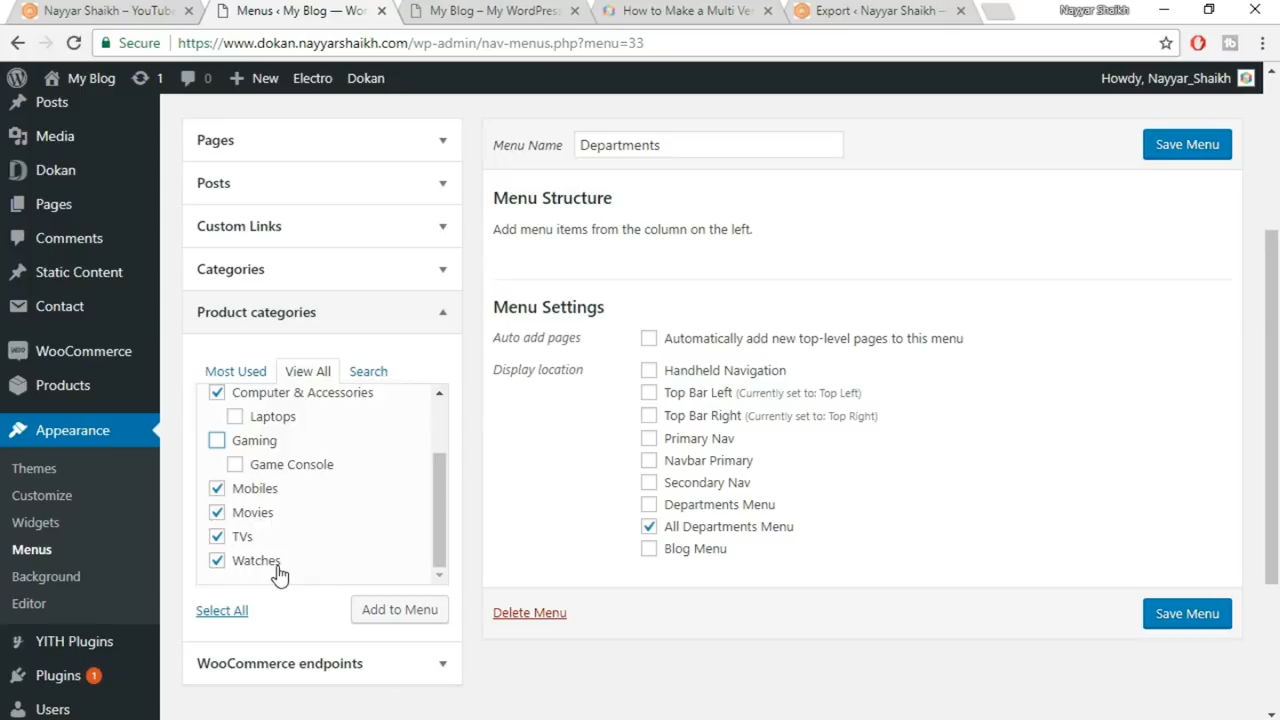 Nayyar Shaikh – YouTub
Menus ‹ My Blog — Wor
My Blog – My WordPress
How to Make a Multi Ve
Export ‹ Nayyar Shaikh —
Nayyar Shaikh
Secure
https://www.dokan.nayyarshaikh.com/wp-admin/nav-menus.php?menu=33
My Blog
1
0
New
Electro
Dokan
Howdy, Nayyar_Shaikh
Posts
Media
Dokan
Pages
Comments
Static Content
Contact
WooCommerce
Products
Appearance
Themes
Customize
Widgets
Menus
Background
Editor
YITH Plugins
Plugins 1
Users
Pages
Posts
Custom Links
Categories
Product categories
Most Used
View All
Search
Computer & Accessories
Laptops
Gaming
Game Console
Mobiles
Movies
TVs
Watches
Select All
Add to Menu
WooCommerce endpoints
Menu Name
Departments
Save Menu
Menu Structure
Add menu items from the column on the left.
Menu Settings
Auto add pages
Automatically add new top-level pages to this menu
Display location
Handheld Navigation
Top Bar Left (Currently set to: Top Left)
Top Bar Right (Currently set to: Top Right)
Primary Nav
Navbar Primary
Secondary Nav
Departments Menu
All Departments Menu
Blog Menu
Delete Menu
Save Menu